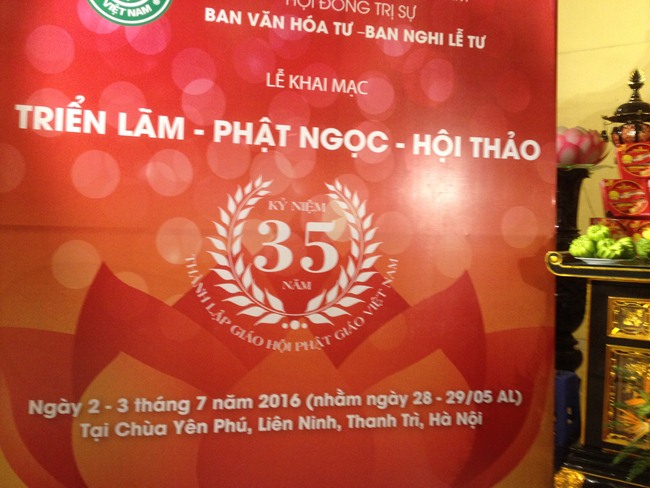 VIỆT NAM
HỘI ĐỒNG TRỊ SỰ
BAN VĂN HÓA TƯ -BAN NGHI LỄ TƯ
LỄ KHAI MẠC
TRIỂN LÃM - PHẬT NGỌC - HỘI THẢO
KỶ NIỆM
35
NĂM
THÀNH LẬP GIÁO HỘI PHẬT GIÁO VIỆT NAM
Ngày 2 - 3 tháng 7 năm 2016 (nhằm ngày 28 - 29/05 AL)
Tại Chùa Yên Phú, Liên Ninh, Thanh Trì, Hà Nội